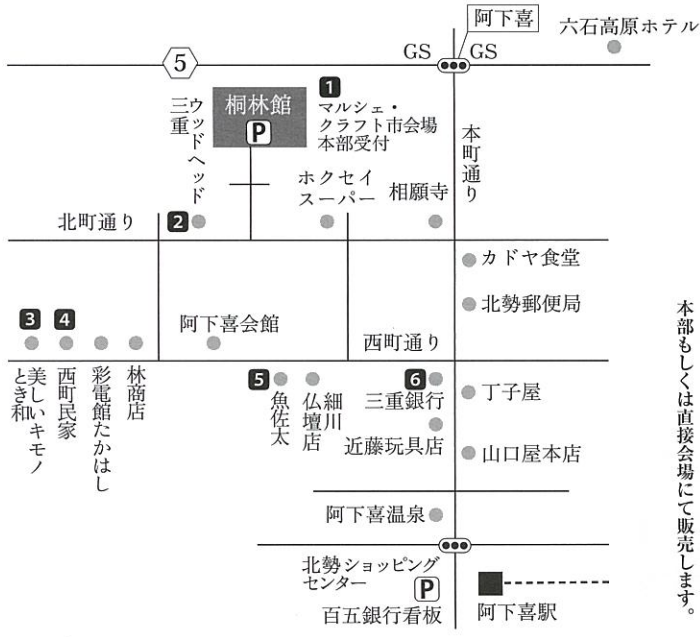 阿下喜
六石高原ホテル
GS
GS
5
1
桐林館
P
マルシェ・
クラフト市会場
本部受付
三重
ウッドヘッド
本町通り
ホクセイ
スーパー
相願寺
北町通り
2
カドヤ食堂
北勢郵便局
3
4
阿下喜会館
西町通り
美しいキモノ
とき和
西町民家
彩電館たかはし
林商店
5
魚佐太
細川
仏壇店
6
三重銀行
近藤玩具店
丁子屋
山口屋本店
阿下喜温泉
北勢ショッピング
センター
P
百五銀行看板
阿下喜駅
本部もしくは直接会場にて販売します。